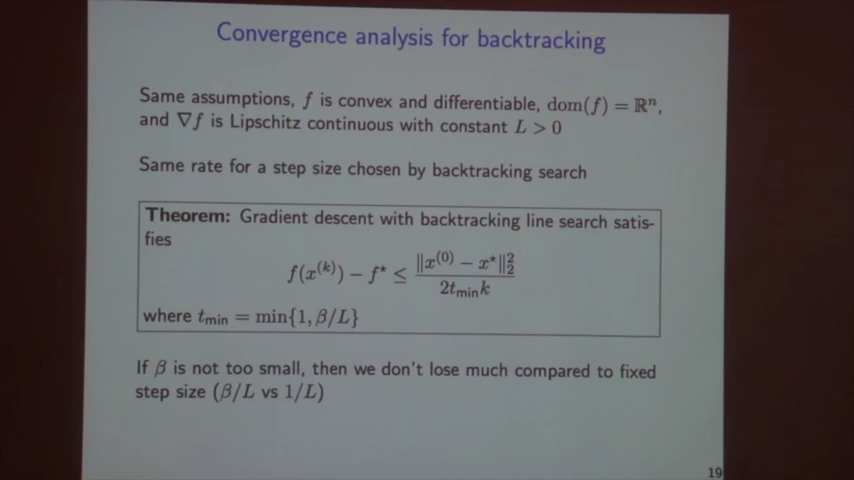 Convergence analysis for backtracking
Same assumptions, f is convex and differentiable, dom(f) = ℝⁿ,
and ∇f is Lipschitz continuous with constant L > 0
Same rate for a step size chosen by backtracking search
Theorem: Gradient descent with backtracking line search satis-
fies
f(x⁽ᵏ⁾) − f⋆ ≤ ‖x⁽⁰⁾ − x⋆‖₂² / 2t_min k
where t_min = min{1, β/L}
If β is not too small, then we don't lose much compared to fixed
step size (β/L vs 1/L)
19